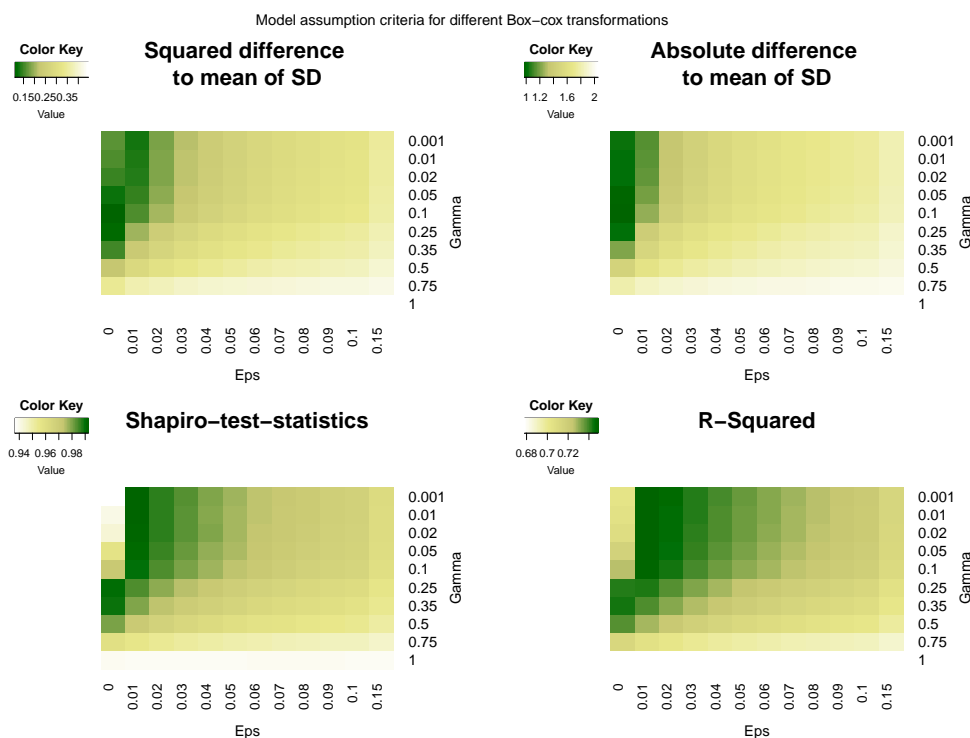 Model assumption criteria for different Box−cox transformations
Color Key
Squared difference
to mean of SD
0.15 0.25 0.35
Value
0.001
0.01
0.02
0.05
0.1
0.25
0.35
0.5
0.75
1
Gamma
0 0.01 0.02 0.03 0.04 0.05 0.06 0.07 0.08 0.09 0.1 0.15
Eps
Color Key
Absolute difference
to mean of SD
1 1.2 1.6 2
Value
0.001
0.01
0.02
0.05
0.1
0.25
0.35
0.5
0.75
1
Gamma
0 0.01 0.02 0.03 0.04 0.05 0.06 0.07 0.08 0.09 0.1 0.15
Eps
Color Key
Shapiro−test−statistics
0.94 0.96 0.98
Value
0.001
0.01
0.02
0.05
0.1
0.25
0.35
0.5
0.75
1
Gamma
0 0.01 0.02 0.03 0.04 0.05 0.06 0.07 0.08 0.09 0.1 0.15
Eps
Color Key
R−Squared
0.68 0.7 0.72
Value
0.001
0.01
0.02
0.05
0.1
0.25
0.35
0.5
0.75
1
Gamma
0 0.01 0.02 0.03 0.04 0.05 0.06 0.07 0.08 0.09 0.1 0.15
Eps